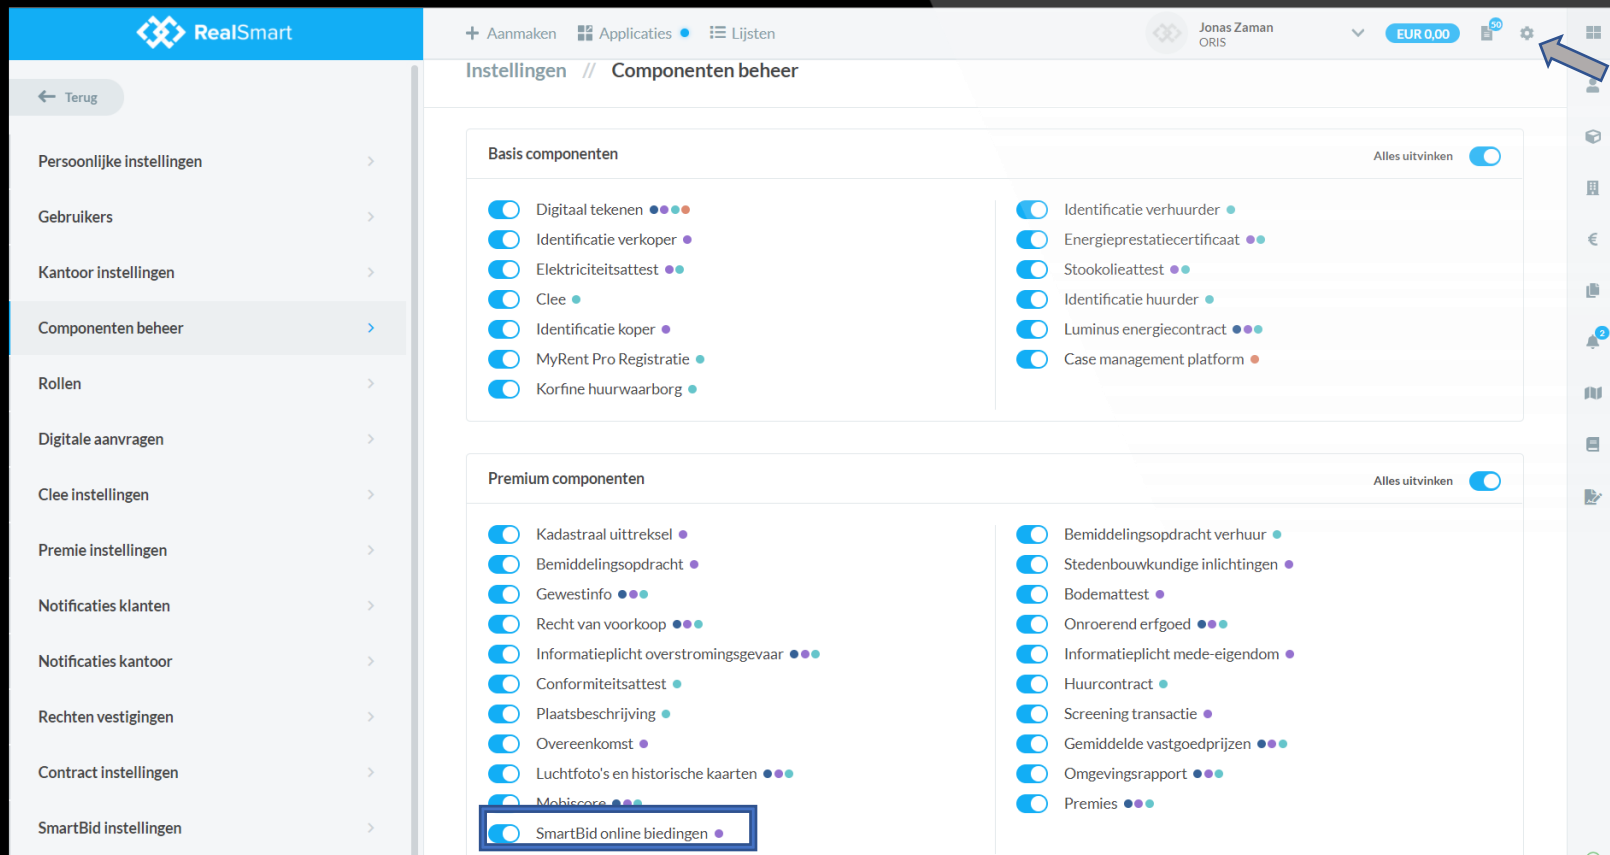 RealSmart
Aanmaken Applicaties Lijsten
Jonas Zaman
ORIS
EUR 0,00
50
Instellingen // Componenten beheer
Terug
Persoonlijke instellingen
Gebruikers
Kantoor instellingen
Componenten beheer
Rollen
Digitale aanvragen
Clee instellingen
Premie instellingen
Notificaties klanten
Notificaties kantoor
Rechten vestigingen
Contract instellingen
SmartBid instellingen
Basis componenten
Alles uitvinken
Digitaal tekenen
Identificatie verkoper
Elektriciteitsattest
Clee
Identificatie koper
MyRent Pro Registratie
Korfine huurwaarborg
Identificatie verhuurder
Energieprestatiecertificaat
Stookolieattest
Identificatie huurder
Luminus energiecontract
Case management platform
Premium componenten
Alles uitvinken
Kadastraal uittreksel
Bemiddelingsopdracht
Gewestinfo
Recht van voorkoop
Informatieplicht overstromingsgevaar
Conformiteitsattest
Plaatsbeschrijving
Overeenkomst
Luchtfoto's en historische kaarten
Mobiscore
SmartBid online biedingen
Bemiddelingsopdracht verhuur
Stedenbouwkundige inlichtingen
Bodemattest
Onroerend erfgoed
Informatieplicht mede-eigendom
Huurcontract
Screening transactie
Gemiddelde vastgoedprijzen
Omgevingsrapport
Premies
€
2